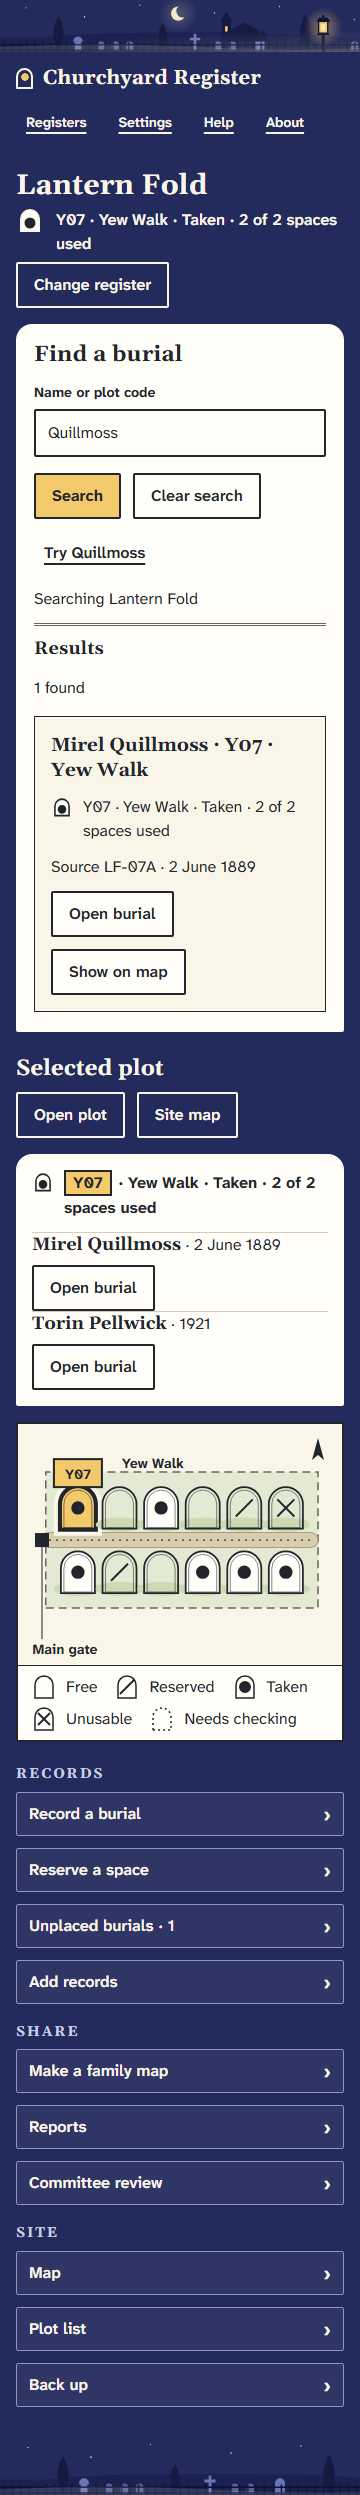 Churchyard Register
Registers Settings Help About
Lantern Fold
Y07 · Yew Walk · Taken · 2 of 2 spaces
used
Change register
Find a burial
Name or plot code
Quillmoss
Search Clear search
Try Quillmoss
Searching Lantern Fold
Results
1 found
Mirel Quillmoss · Y07 ·
Yew Walk
Y07 · Yew Walk · Taken · 2 of 2
spaces used
Source LF-07A · 2 June 1889
Open burial
Show on map
Selected plot
Open plot Site map
Y07 · Yew Walk · Taken · 2 of 2
spaces used
Mirel Quillmoss · 2 June 1889
Open burial
Torin Pellwick · 1921
Open burial
Yew Walk
Y07
Main gate
Free Reserved Taken
Unusable Needs checking
RECORDS
Record a burial ›
Reserve a space ›
Unplaced burials · 1 ›
Add records ›
SHARE
Make a family map ›
Reports ›
Committee review ›
SITE
Map ›
Plot list ›
Back up ›